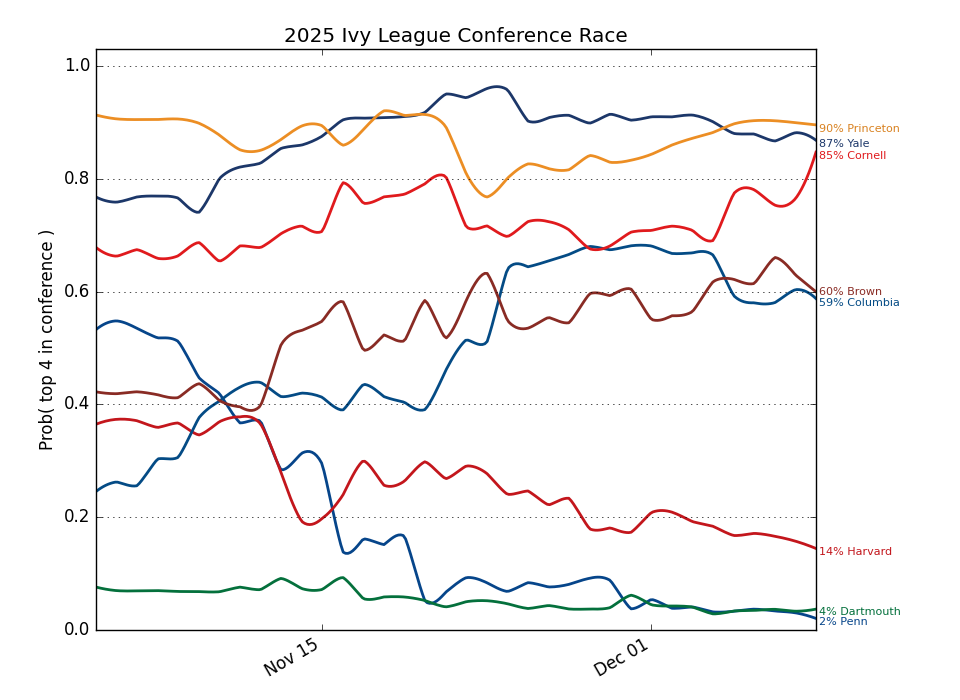 2025 Ivy League Conference Race
Prob( top 4 in conference )
1.0
0.8
0.6
0.4
0.2
0.0
Nov 15
Dec 01
90% Princeton
87% Yale
85% Cornell
60% Brown
59% Columbia
14% Harvard
4% Dartmouth
2% Penn